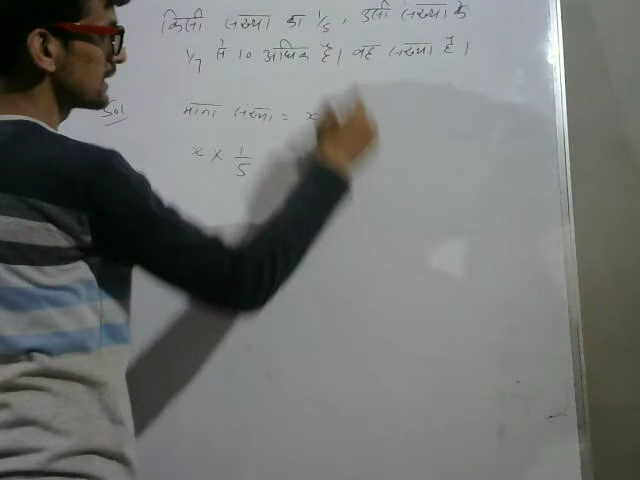 किसी संख्या का 1/5, उसी संख्या के
1/7 से 10 अधिक है। वह संख्या है।
Sol माना संख्या = x
x × 1/5